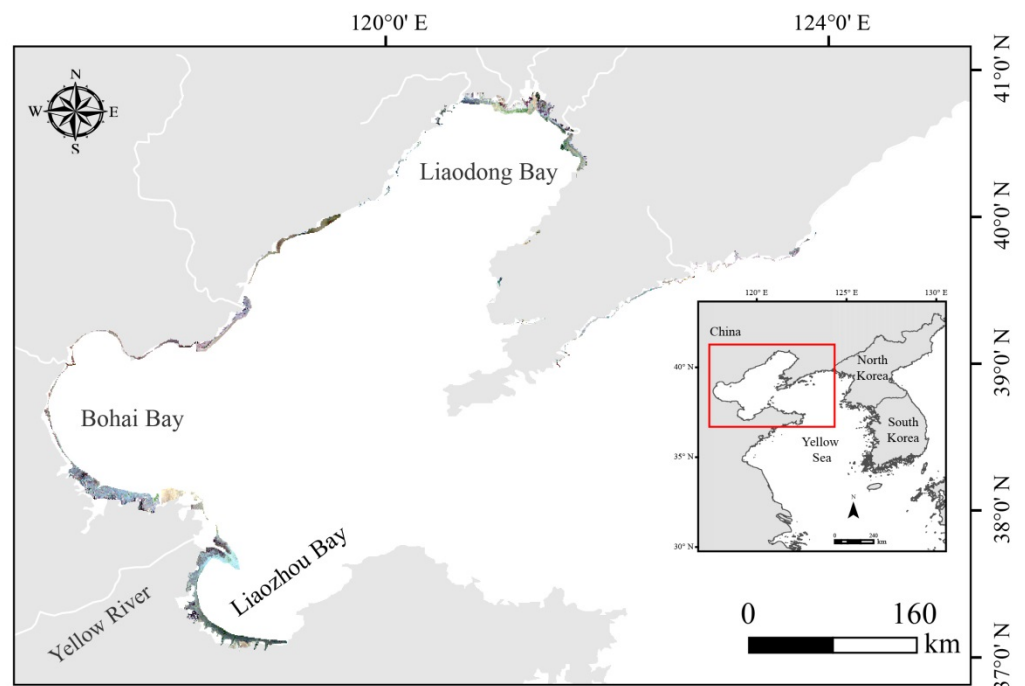 120°0' E
124°0' E
N
W
E
S
41°0' N
40°0' N
39°0' N
38°0' N
37°0' N
Liaodong Bay
Bohai Bay
Liaozhou Bay
Yellow River
120° E
125° E
130° E
40° N
35° N
30° N
China
North
Korea
South
Korea
Yellow
Sea
N
0
240
km
0
160
km